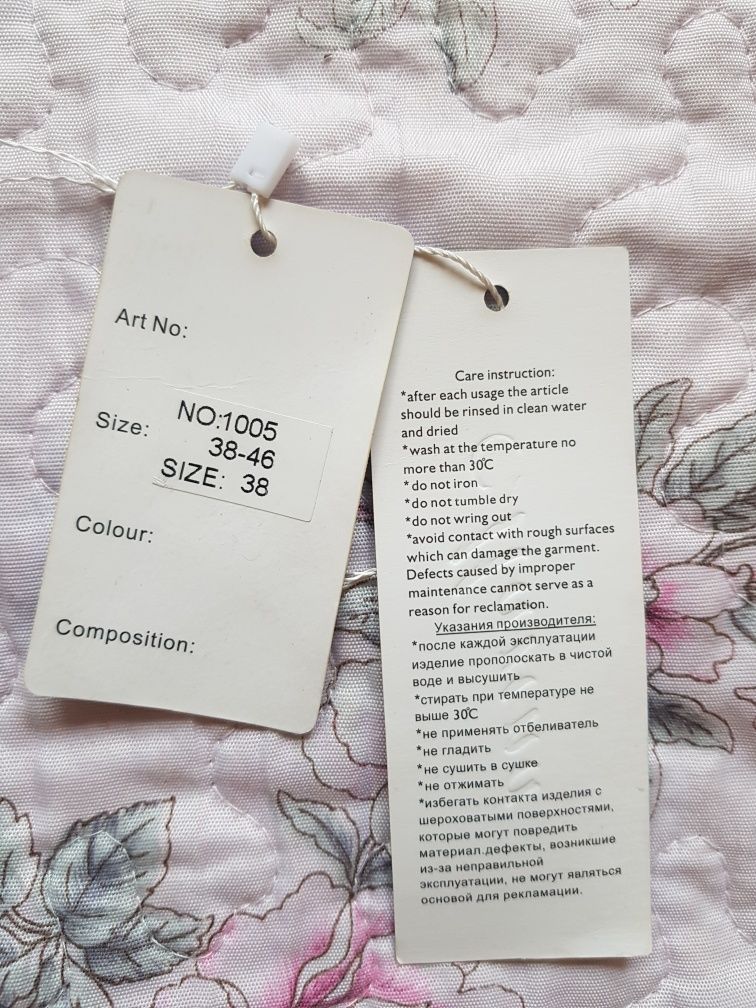 Art No:
Size:
NO:1005
38-46
SIZE: 38
Colour:
Composition:
Care instruction:
*after each usage the article
should be rinsed in clean water
and dried
*wash at the temperature no
more than 30℃
*do not iron
*do not tumble dry
*do not wring out
*avoid contact with rough surfaces
which can damage the garment.
Defects caused by improper
maintenance cannot serve as a
reason for reclamation.
Указания производителя:
*после каждой эксплуатации
изделие прополоскать в чистой
воде и высушить
*стирать при температуре не
выше 30℃
*не применять отбеливатель
*не гладить
*не сушить в сушке
*не отжимать
*избегать контакта изделия с
шероховатыми поверхностями,
которые могут повредить
материал.дефекты, возникшие
из-за неправильной
эксплуатации, не могут являться
основой для рекламации.